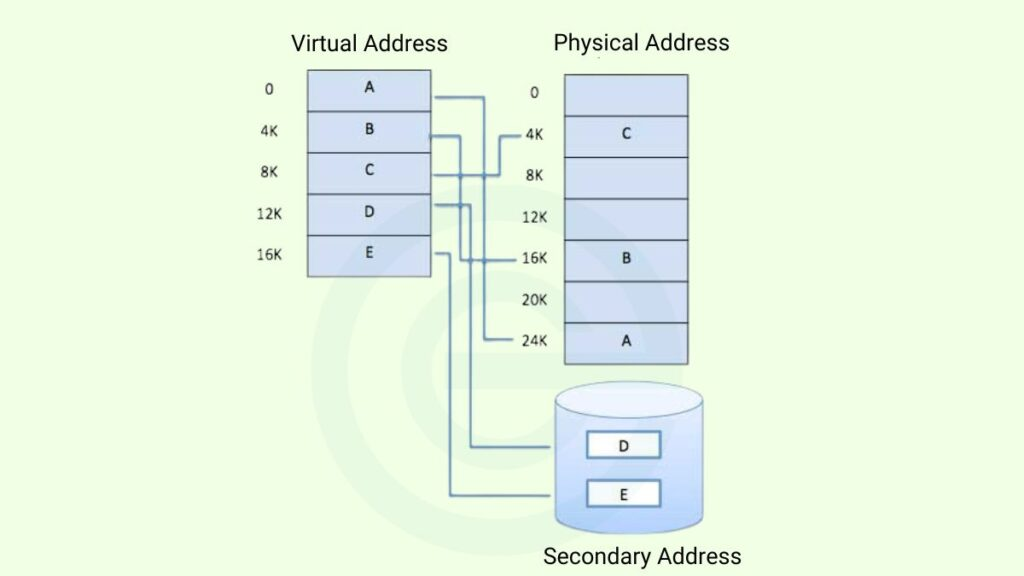 Virtual Address
0 A
4K B
8K C
12K D
16K E
Physical Address
0
4K C
8K
12K
16K B
20K
24K A
D
E
Secondary Address